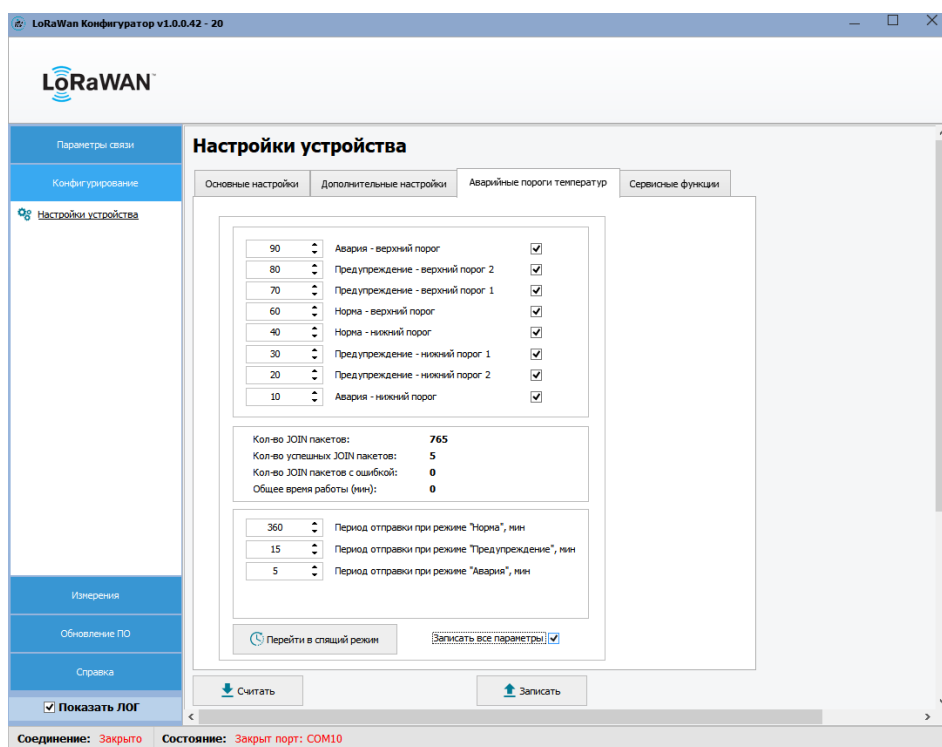 LoRaWan Конфигуратор v1.0.0.42 - 20
LoRaWAN™
Параметры связи
Конфигурирование
Настройки устройства
Измерения
Обновление ПО
Справка
Показать ЛОГ
Настройки устройства
Основные настройки Дополнительные настройки Аварийные пороги температур Сервисные функции
90 Авария - верхний порог
80 Предупреждение - верхний порог 2
70 Предупреждение - верхний порог 1
60 Норма - верхний порог
40 Норма - нижний порог
30 Предупреждение - нижний порог 1
20 Предупреждение - нижний порог 2
10 Авария - нижний порог
Кол-во JOIN пакетов: 765
Кол-во успешных JOIN пакетов: 5
Кол-во JOIN пакетов с ошибкой: 0
Общее время работы (мин): 0
360 Период отправки при режиме "Норма", мин
15 Период отправки при режиме "Предупреждение", мин
5 Период отправки при режиме "Авария", мин
Перейти в спящий режим Записать все параметры
Считать Записать
Соединение: Закрыто Состояние: Закрыт порт: COM10